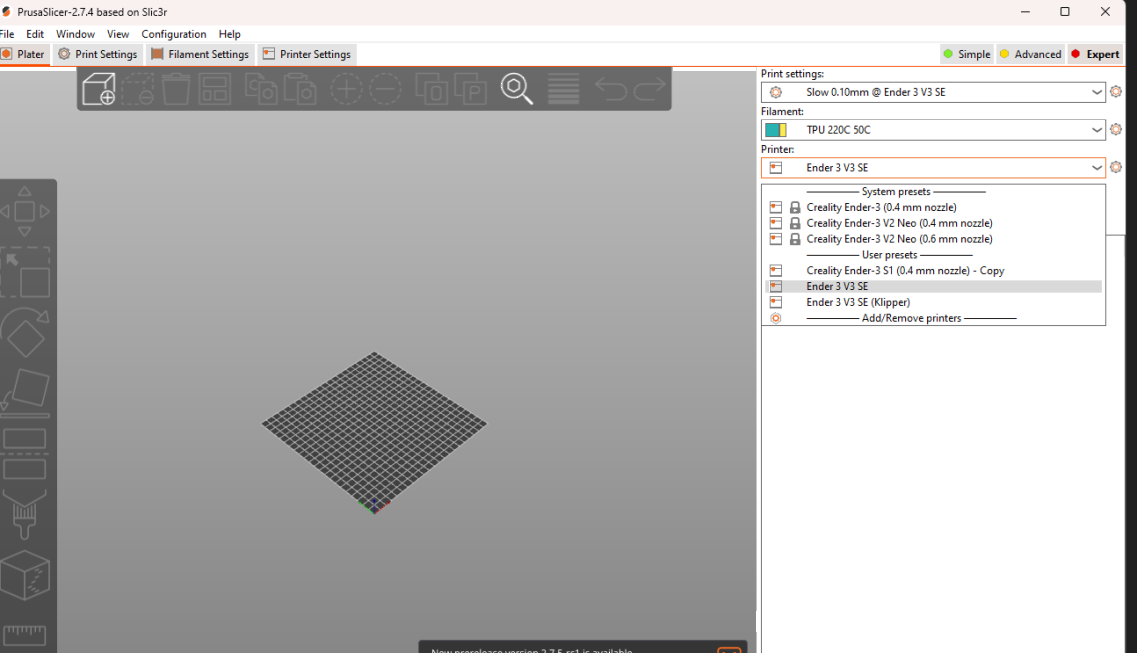 PrusaSlicer-2.7.4 based on Slic3r
File Edit Window View Configuration Help
Plater Print Settings Filament Settings Printer Settings Simple Advanced Expert
Print settings:
Slow 0.10mm @ Ender 3 V3 SE
Filament:
TPU 220C 50C
Printer:
Ender 3 V3 SE
System presets
Creality Ender-3 (0.4 mm nozzle)
Creality Ender-3 V2 Neo (0.4 mm nozzle)
Creality Ender-3 V2 Neo (0.6 mm nozzle)
User presets
Creality Ender-3 S1 (0.4 mm nozzle) - Copy
Ender 3 V3 SE
Ender 3 V3 SE (Klipper)
Add/Remove printers
New prerelease version 2.7.5-rc1 is available.